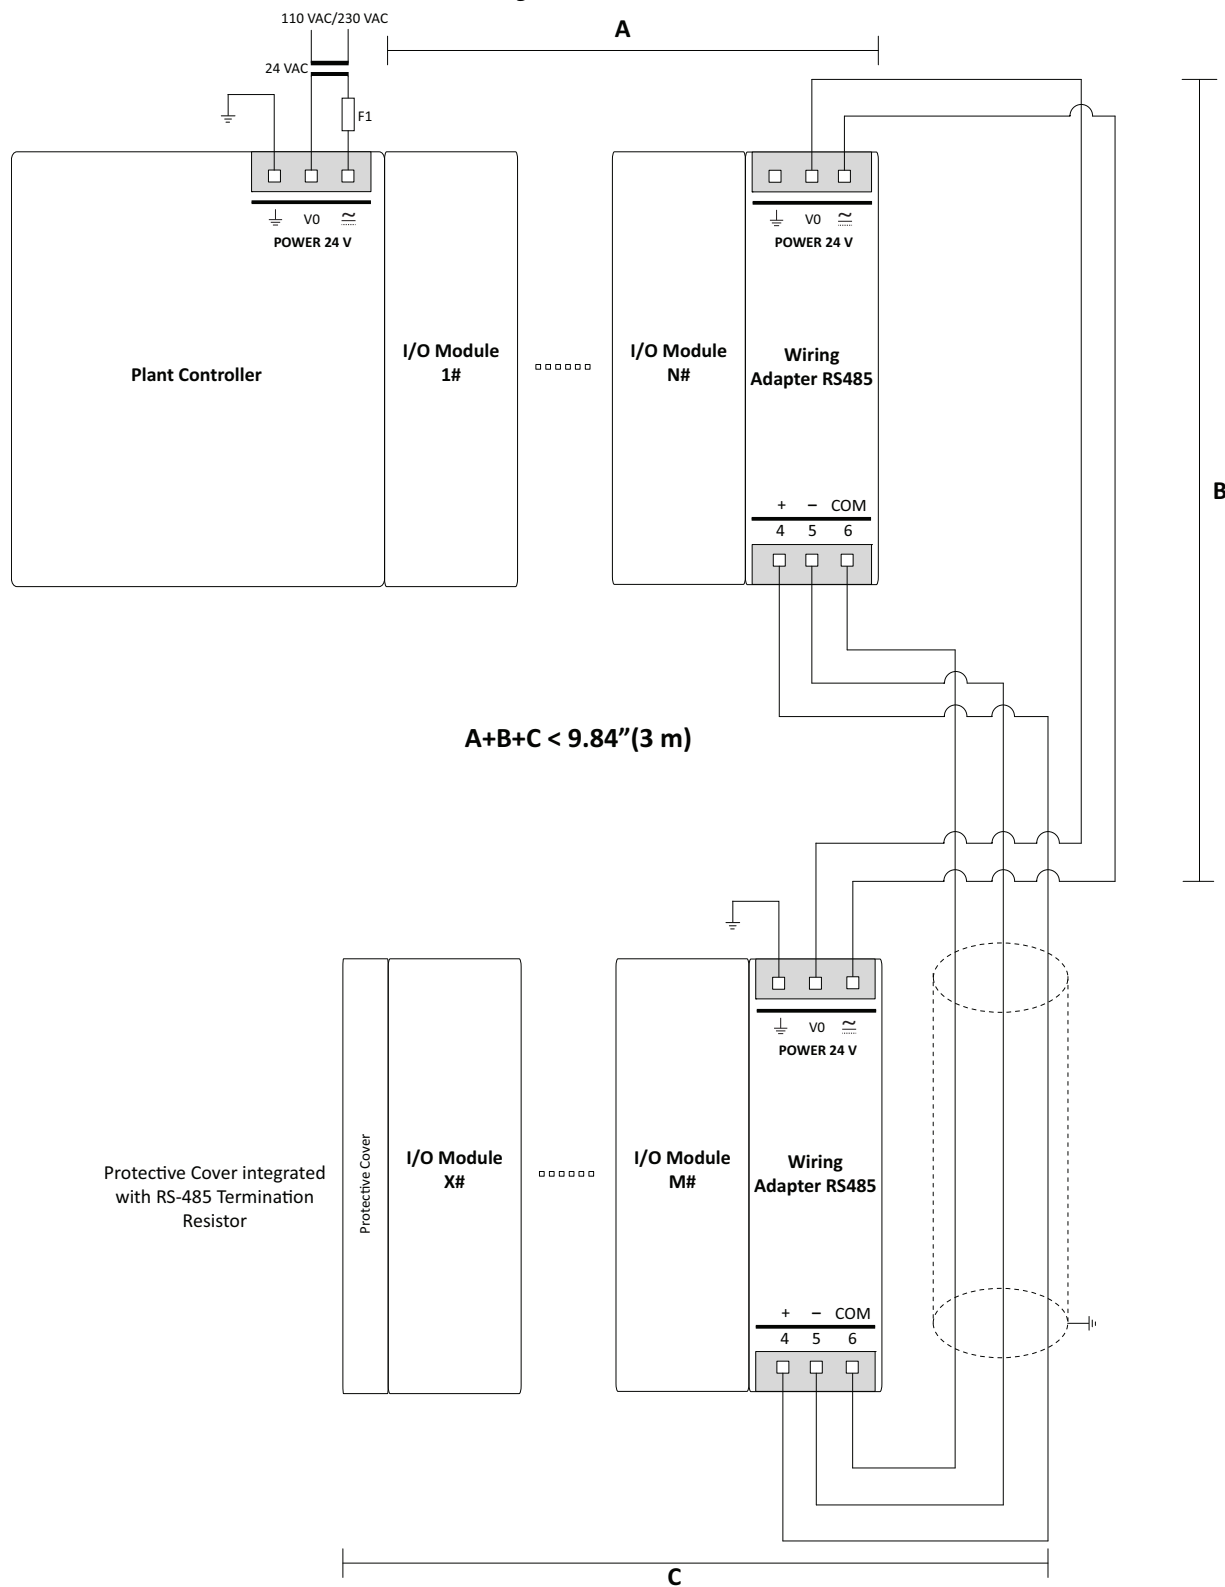 110 VAC/230 VAC
A
24 VAC
F1
B
V0
POWER 24 V
V0
POWER 24 V
Plant Controller
I/O Module
1#
I/O Module
N#
Wiring
Adapter RS485
+ – COM
4 5 6
A+B+C < 9.84”(3 m)
V0
POWER 24 V
Protective Cover integrated
with RS-485 Termination
Resistor
Protective Cover
I/O Module
X#
I/O Module
M#
Wiring
Adapter RS485
+ – COM
4 5 6
C